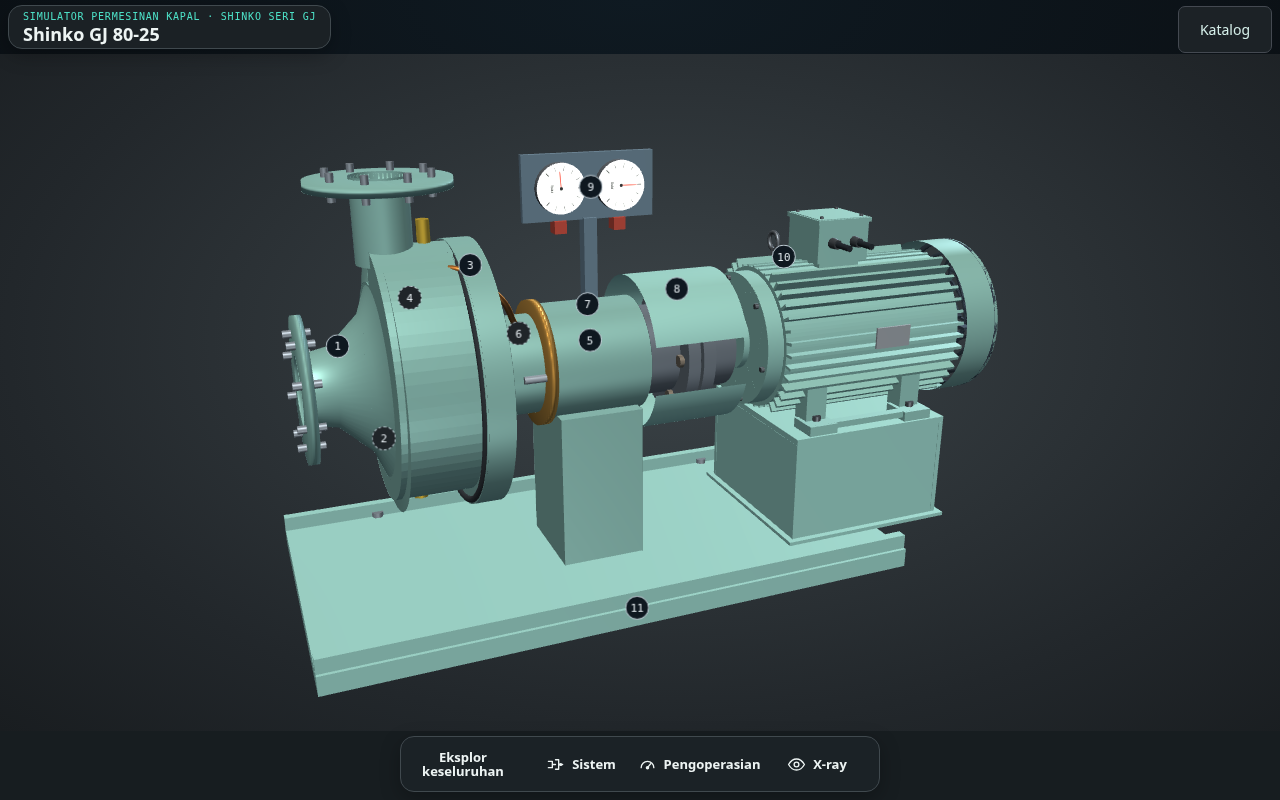 SIMULATOR PERMESINAN KAPAL · SHINKO SERI GJ
Shinko GJ 80-25
Katalog
9
3
10
8
4
7
6
5
1
2
11
Eksplor
keseluruhan
Sistem
Pengoperasian
X-ray